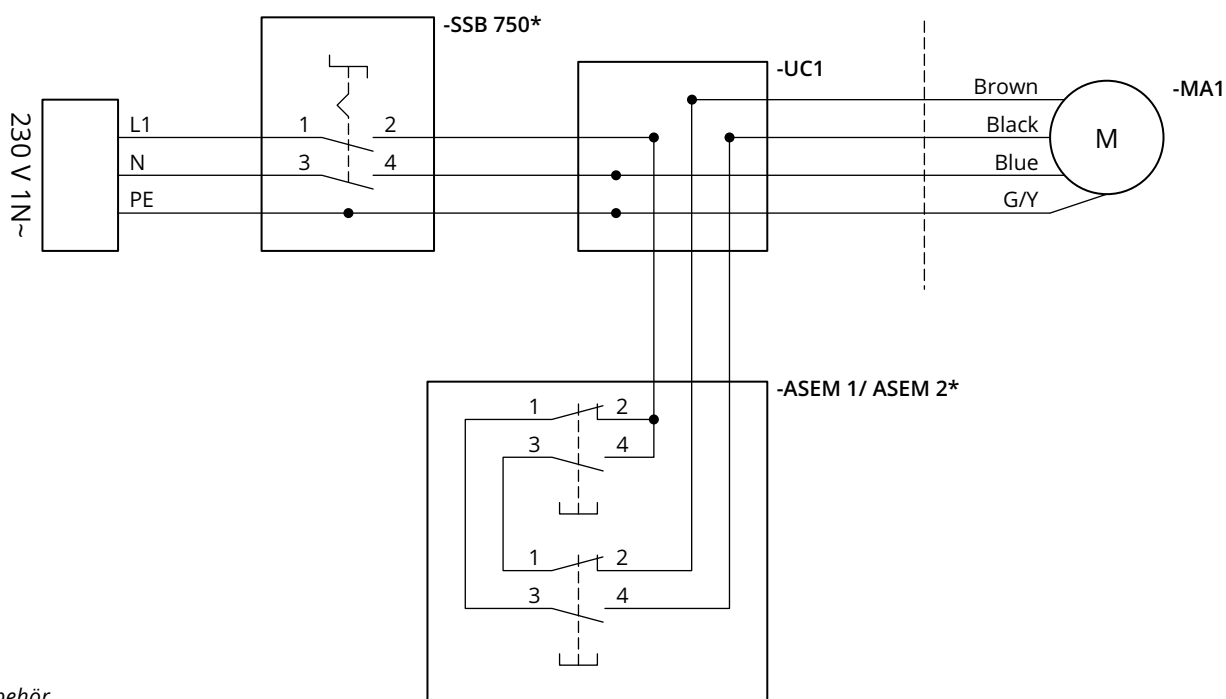 -SSB 750*
-UC1
-MA1
230 V 1N~
L1
N
PE
1
2
3
4
Brown
Black
Blue
G/Y
M
-ASEM 1/ ASEM 2*
1
2
3
4
1
2
3
4